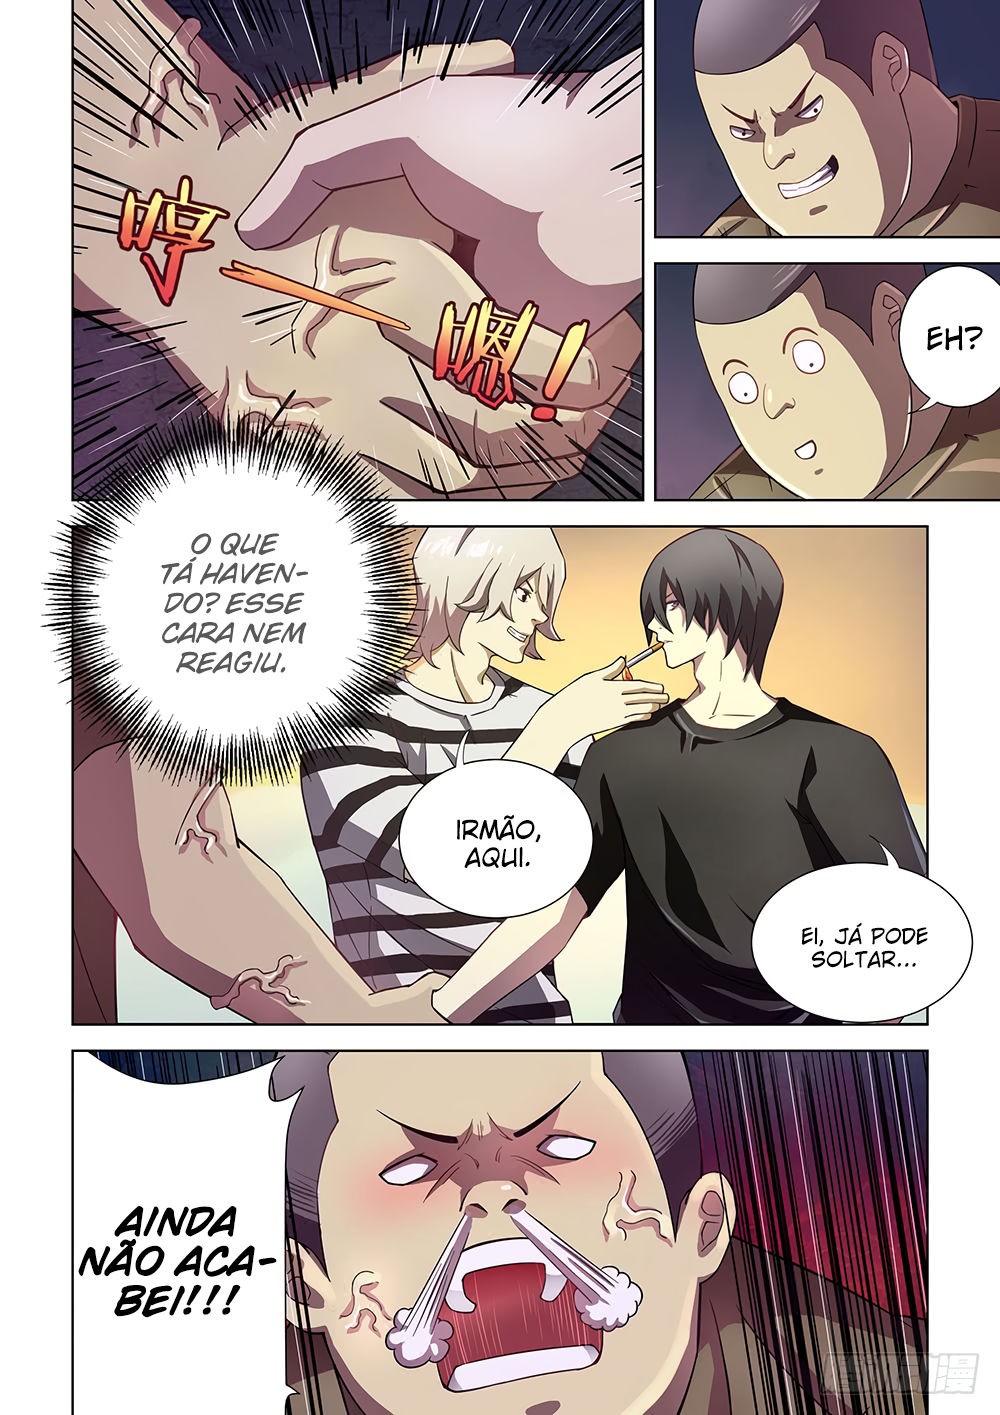 哼
嗯!
EH?
O QUE
TÁ HAVEN-
DO? ESSE
CARA NEM
REAGIU.
IRMÃO,
AQUI.
EI, JÁ PODE
SOLTAR...
AINDA
NÃO ACA-
BEI!!!